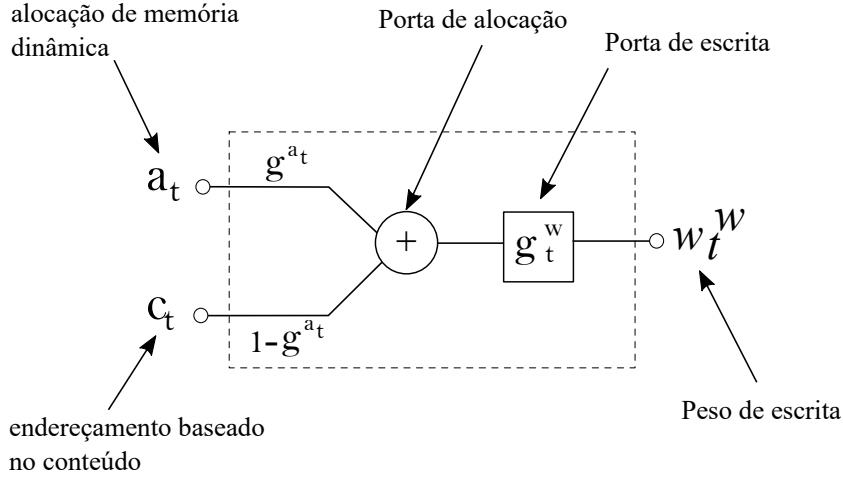 alocação de memória
dinâmica
Porta de alocação
Porta de escrita
a_t
g^{a_t}
+
g_t^w
w_t^w
c_t
1-g^{a_t}
Peso de escrita
endereçamento baseado
no conteúdo